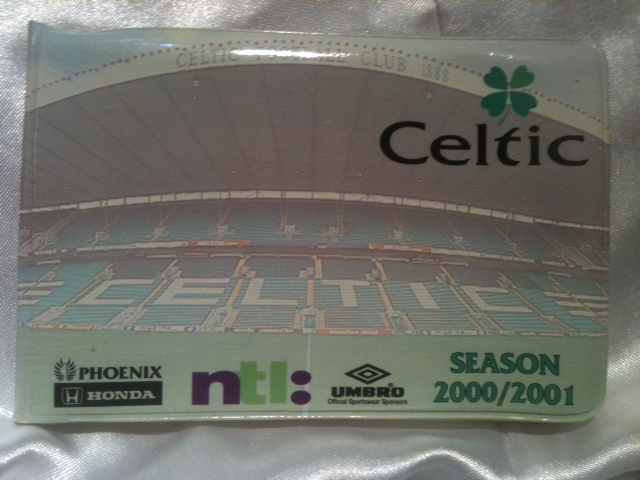 CELTIC FOOTBALL CLUB 1888
Celtic
CELTIC
PHOENIX
HONDA
ntl:
UMBRO®
Official Sportswear Sponsors
SEASON
2000/2001